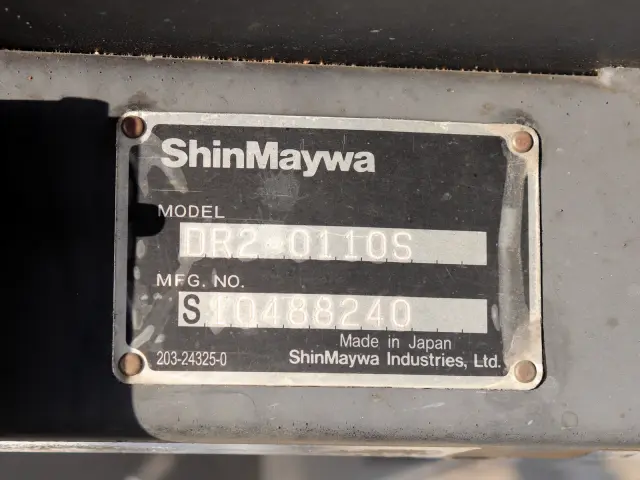 ShinMaywa
MODEL
DR2-0110S
MFG. NO.
S10488240
Made in Japan
203-24325-0 ShinMaywa Industries, Ltd.